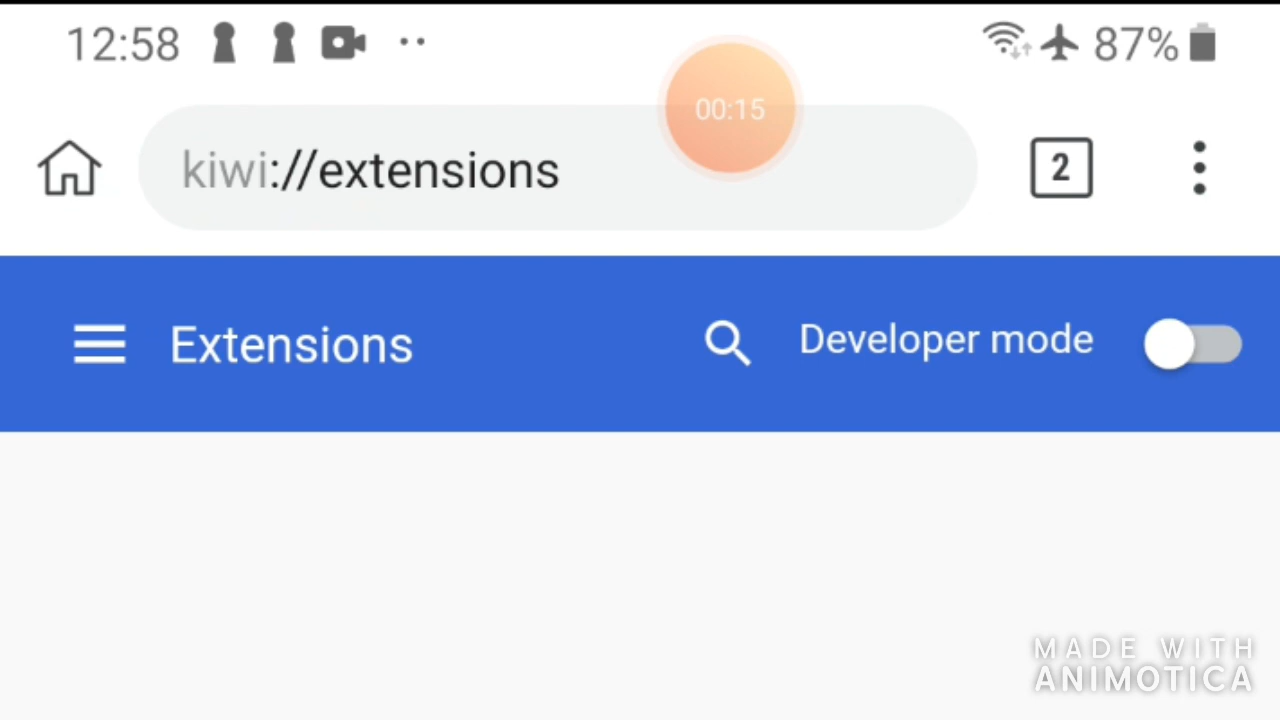 12:58
87%
00:15
kiwi://extensions
2
Extensions
Developer mode
MADE WITH
ANIMOTICA